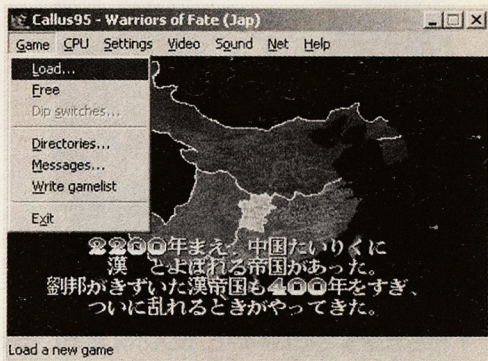 Callus95 - Warriors of Fate (Jap)
Game CPU Settings Video Sound Net Help
Load...
Free
Dip switches...
Directories...
Messages...
Write gamelist
Exit
2200年まえ、中国たいりくに
漢　とよばれる帝国があった。
劉邦がきずいた漢帝国も400年をすぎ、
ついに乱れるときがやってきた。
Load a new game